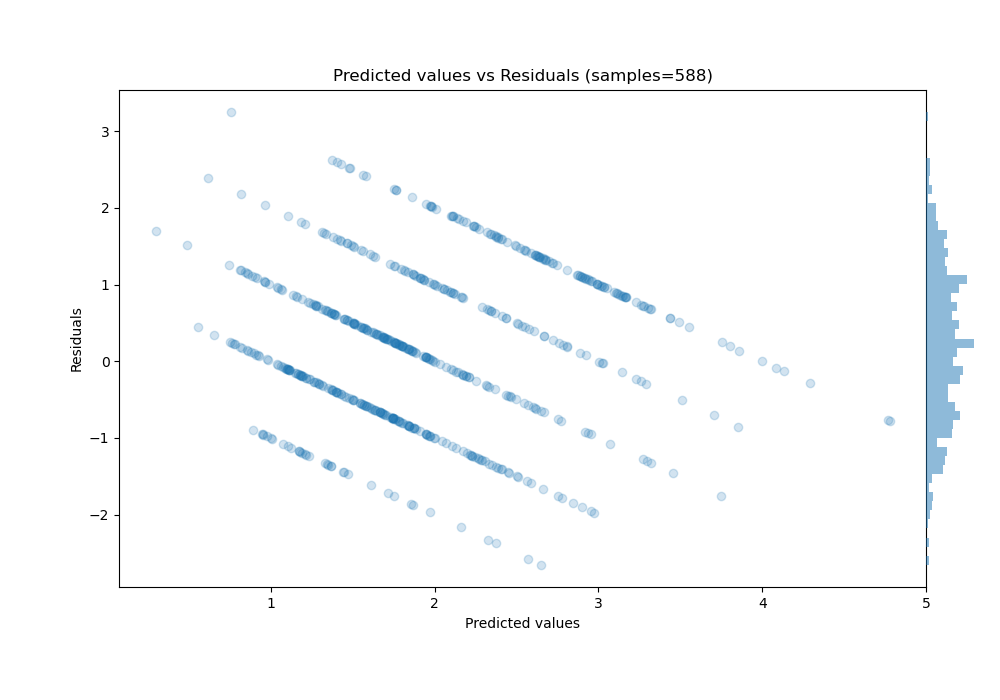 Predicted values vs Residuals (samples=588)
3
2
1
0
−1
−2
Residuals
1 2 3 4 5
Predicted values